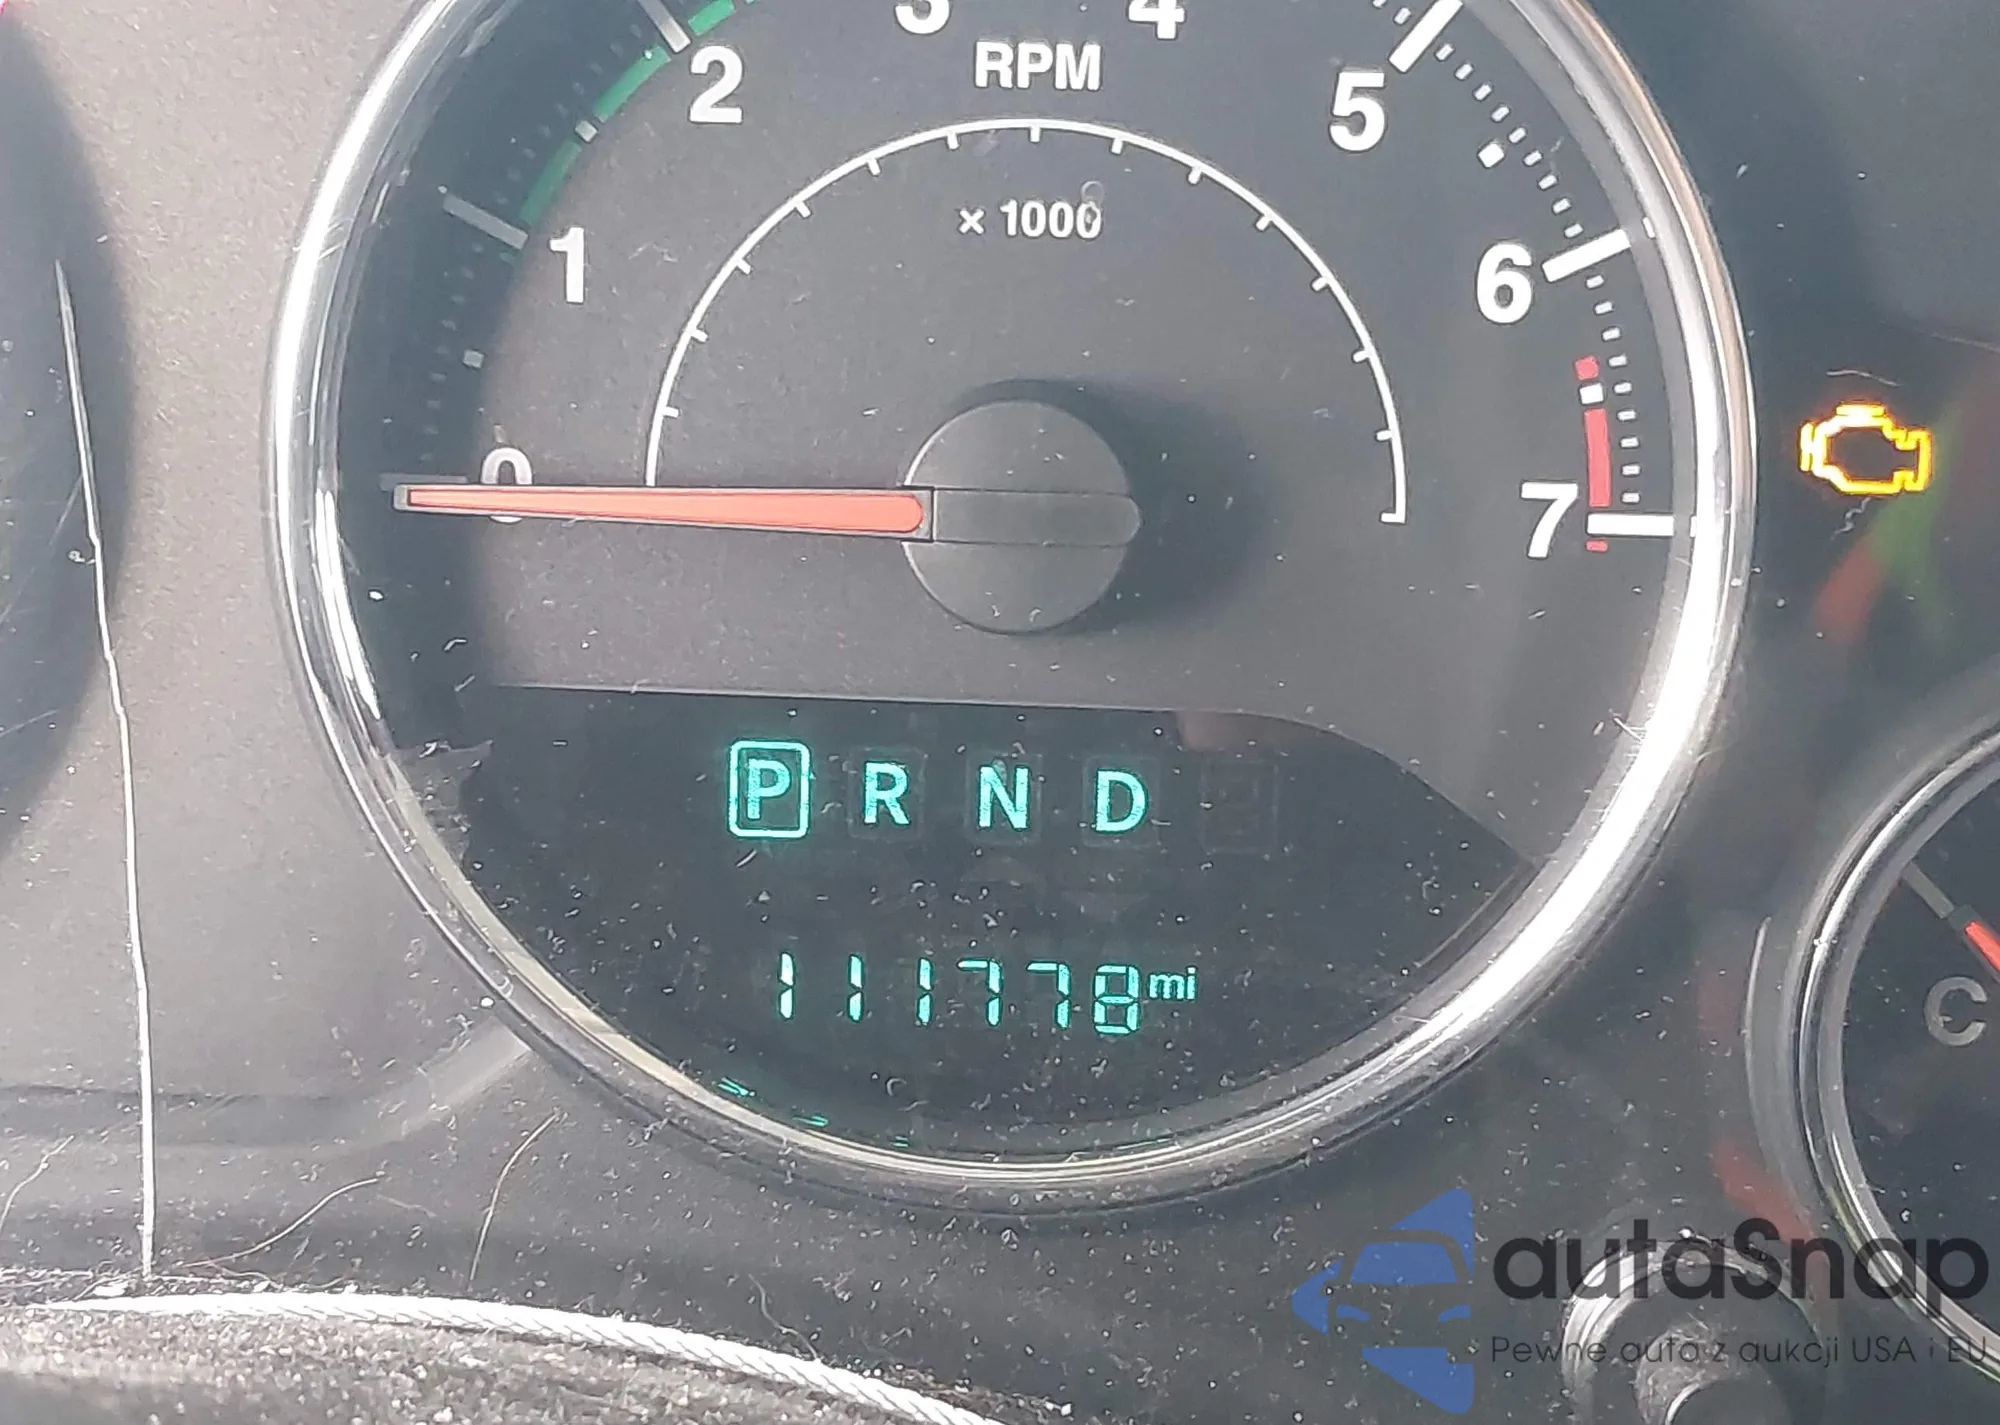 3 4
RPM
2 5
x 1000
1 6
0 7
P R N D
111778 mi
C
autaSnap
Pewne auta z aukcji USA i EU